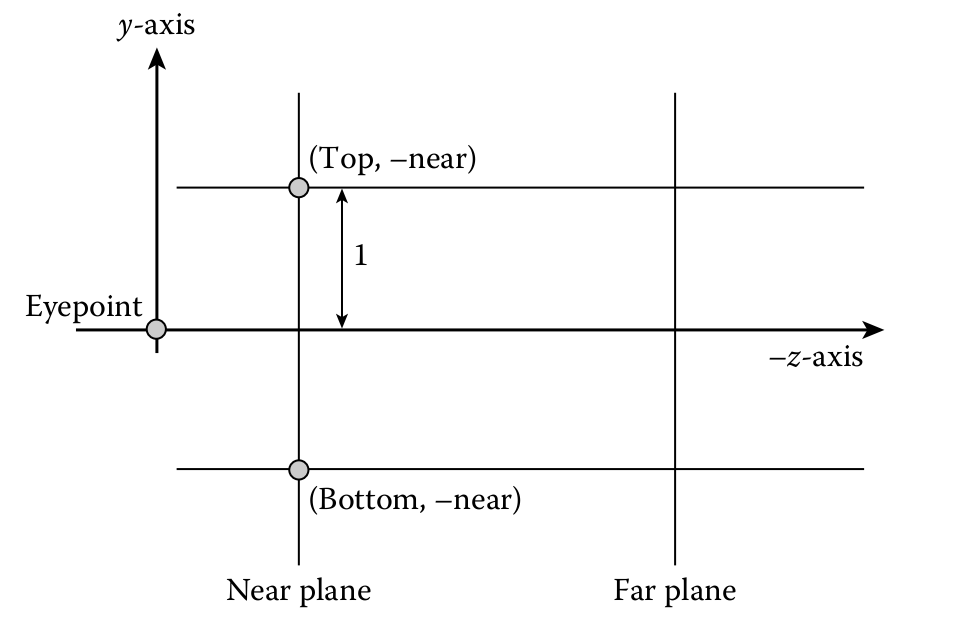 y-axis
(Top, –near)
1
Eyepoint
–z-axis
(Bottom, –near)
Near plane
Far plane